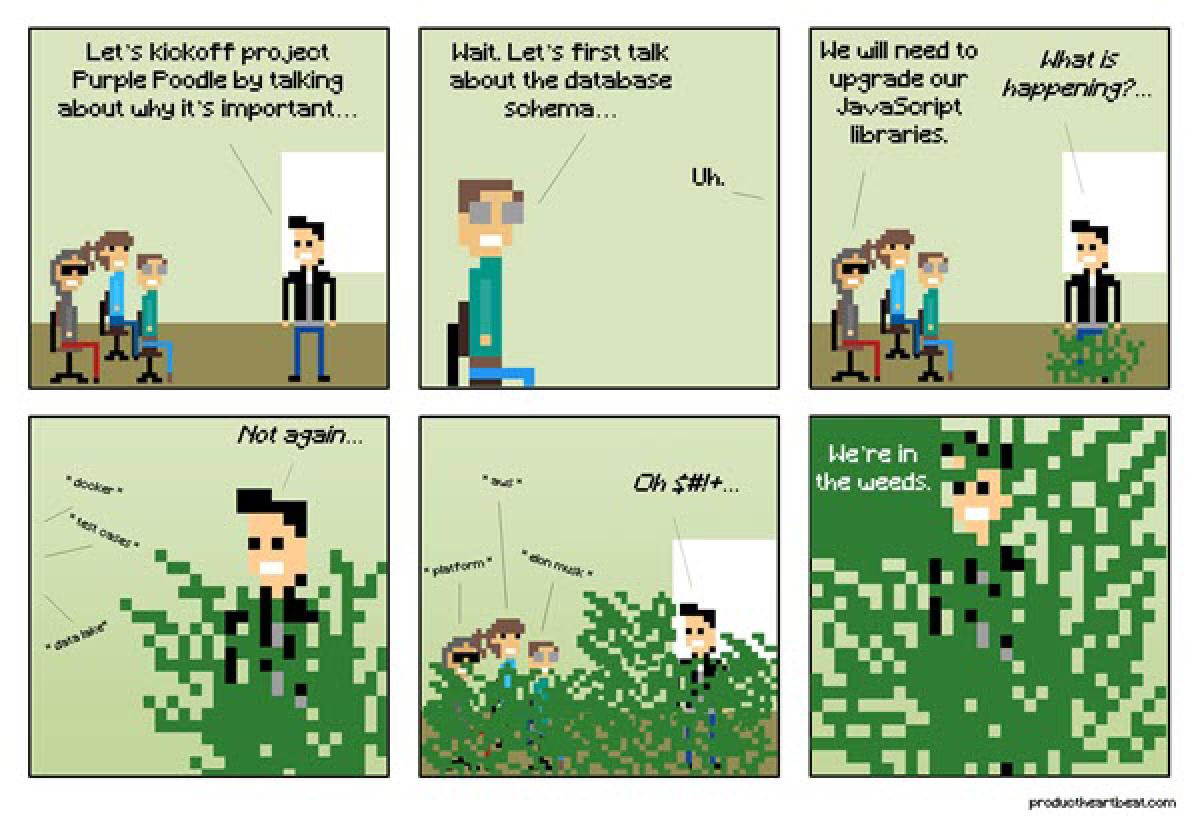 Let's kickoff project
Purple Poodle by talking
about why it's important...
Wait. Let's first talk
about the database
schema...
Uh.
We will need to
upgrade our
JavaScript
libraries.
What is
happening?...
Not again...
"docker"
"test cases"
"data lake"
"aws"
Oh $#!+...
"platform"
"elon musk"
We're in
the weeds.
productheartbeat.com